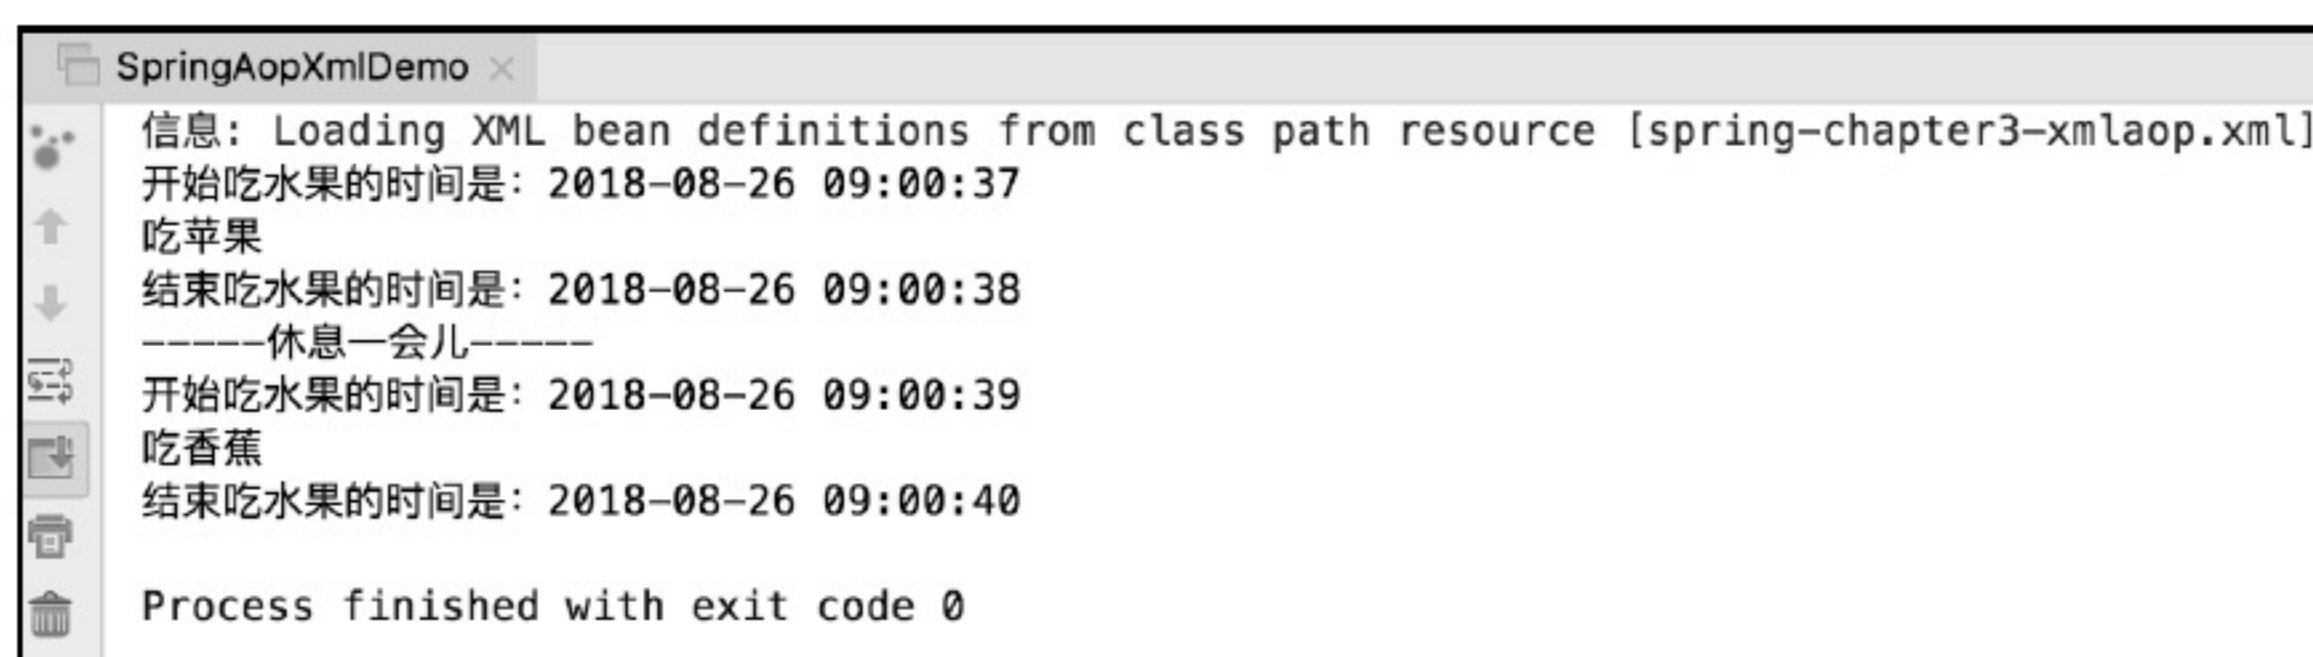 SpringAopXmlDemo
信息: Loading XML bean definitions from class path resource [spring-chapter3-xmlaop.xml]
开始吃水果的时间是：2018-08-26 09:00:37
吃苹果
结束吃水果的时间是：2018-08-26 09:00:38
-----休息一会儿-----
开始吃水果的时间是：2018-08-26 09:00:39
吃香蕉
结束吃水果的时间是：2018-08-26 09:00:40
Process finished with exit code 0